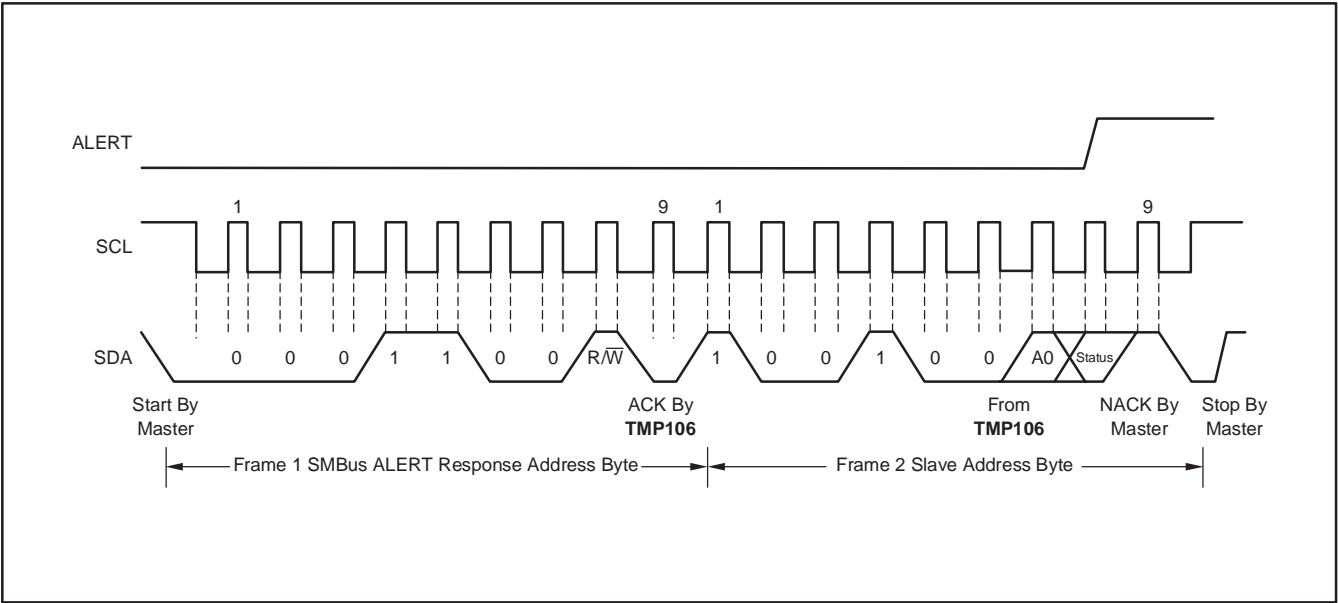 ALERT
1 9 1 9
SCL
SDA 0 0 0 1 1 0 0 R/W̅ 1 0 0 1 0 0 A0 Status
Start By Master
ACK By TMP106
From TMP106
NACK By Master
Stop By Master
Frame 1 SMBus ALERT Response Address Byte
Frame 2 Slave Address Byte